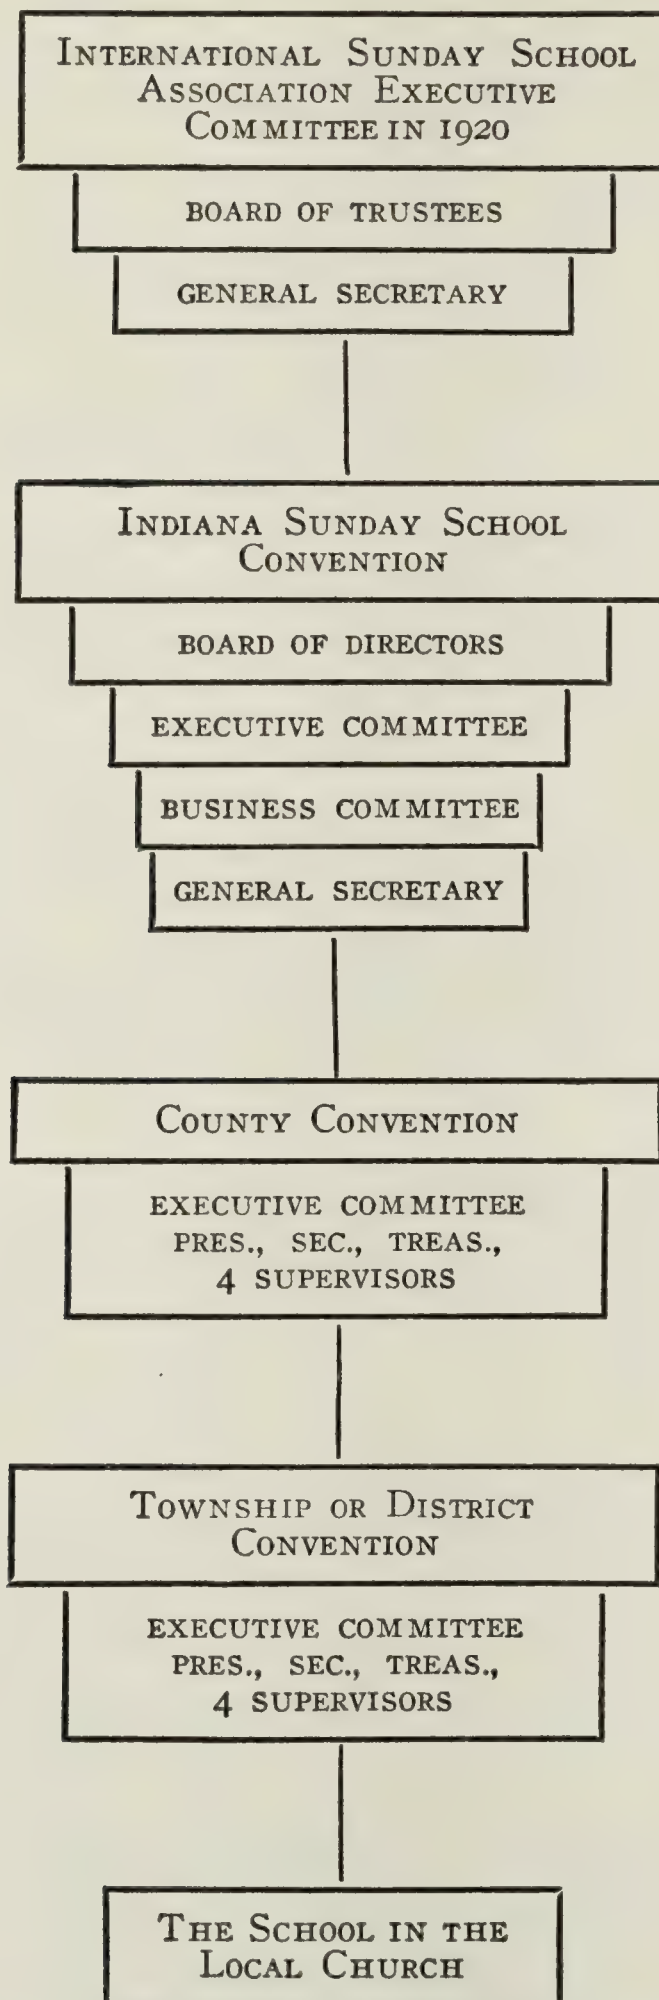 International Sunday School
Association Executive
Committee in 1920
BOARD OF TRUSTEES
GENERAL SECRETARY
Indiana Sunday School
Convention
BOARD OF DIRECTORS
EXECUTIVE COMMITTEE
BUSINESS COMMITTEE
GENERAL SECRETARY
County Convention
EXECUTIVE COMMITTEE
PRES., SEC., TREAS.,
4 SUPERVISORS
Township or District
Convention
EXECUTIVE COMMITTEE
PRES., SEC., TREAS.,
4 SUPERVISORS
The School in the
Local Church